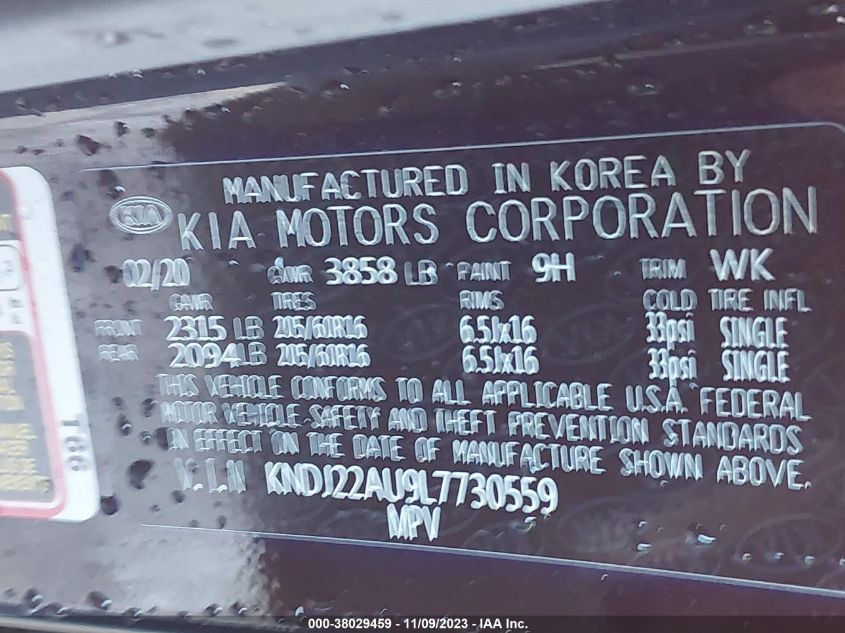 MANUFACTURED IN KOREA BY
KIA KIA MOTORS CORPORATION
02/20 GVWR 3858 LB PAINT 9H TRIM WK
GAWR TIRES RIMS COLD TIRE INFL
FRONT 2315 LB 205/60R16 6.5Jx16 33psi SINGLE
REAR 2094LB 205/60R16 6.5Jx16 33psi SINGLE
THIS VEHICLE CONFORMS TO ALL APPLICABLE U.S.A. FEDERAL
MOTOR VEHICLE SAFETY AND THEFT PREVENTION STANDARDS
IN EFFECT ON THE DATE OF MANUFACTURE SHOWN ABOVE.
V.I.N KNDJ22AU9L7730559
MPV
000-38029459 - 11/09/2023 - IAA Inc.